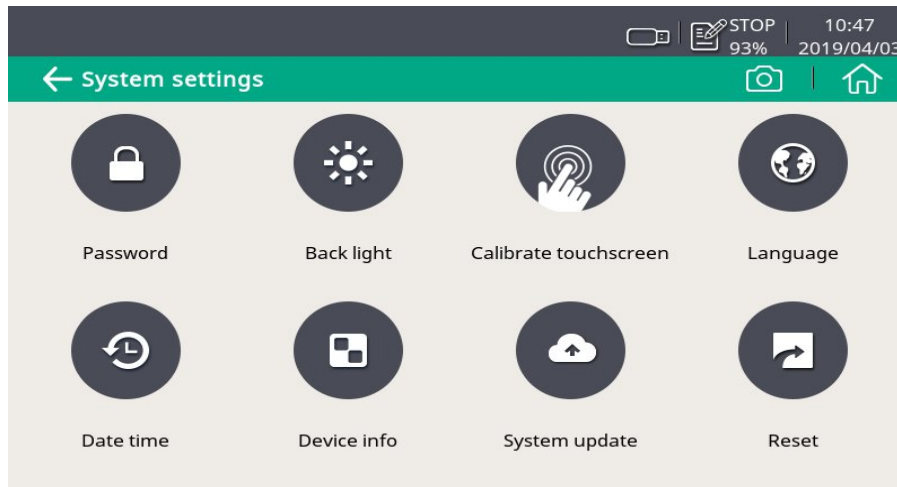 STOP 10:47
93% 2019/04/03
System settings
Password Back light Calibrate touchscreen Language
Date time Device info System update Reset